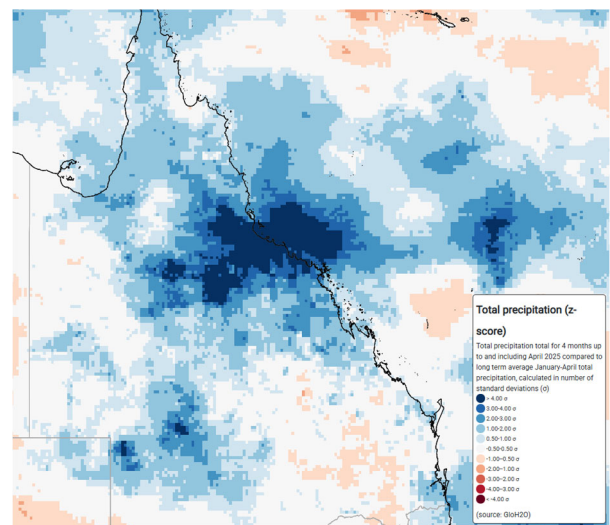 Total precipitation (z-
score)
Total precipitation total for 4 months up
to and including April 2025 compared to
long term average January-April total
precipitation, calculated in number of
standard deviations (σ)
> 4.00 σ
3.00-4.00 σ
2.00-3.00 σ
1.00-2.00 σ
0.50-1.00 σ
-0.50-0.50 σ
-1.00--0.50 σ
-2.00--1.00 σ
-3.00--2.00 σ
-4.00--3.00 σ
< -4.00 σ
(source: GloH2O)